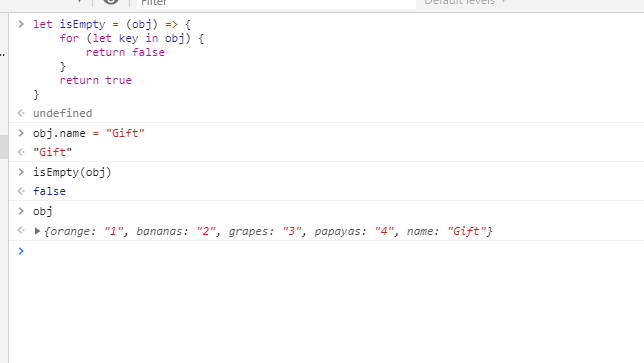 Filter
Default levels
let isEmpty = (obj) => {
    for (let key in obj) {
        return false
    }
    return true
}
undefined
obj.name = "Gift"
"Gift"
isEmpty(obj)
false
obj
{orange: "1", bananas: "2", grapes: "3", papayas: "4", name: "Gift"}